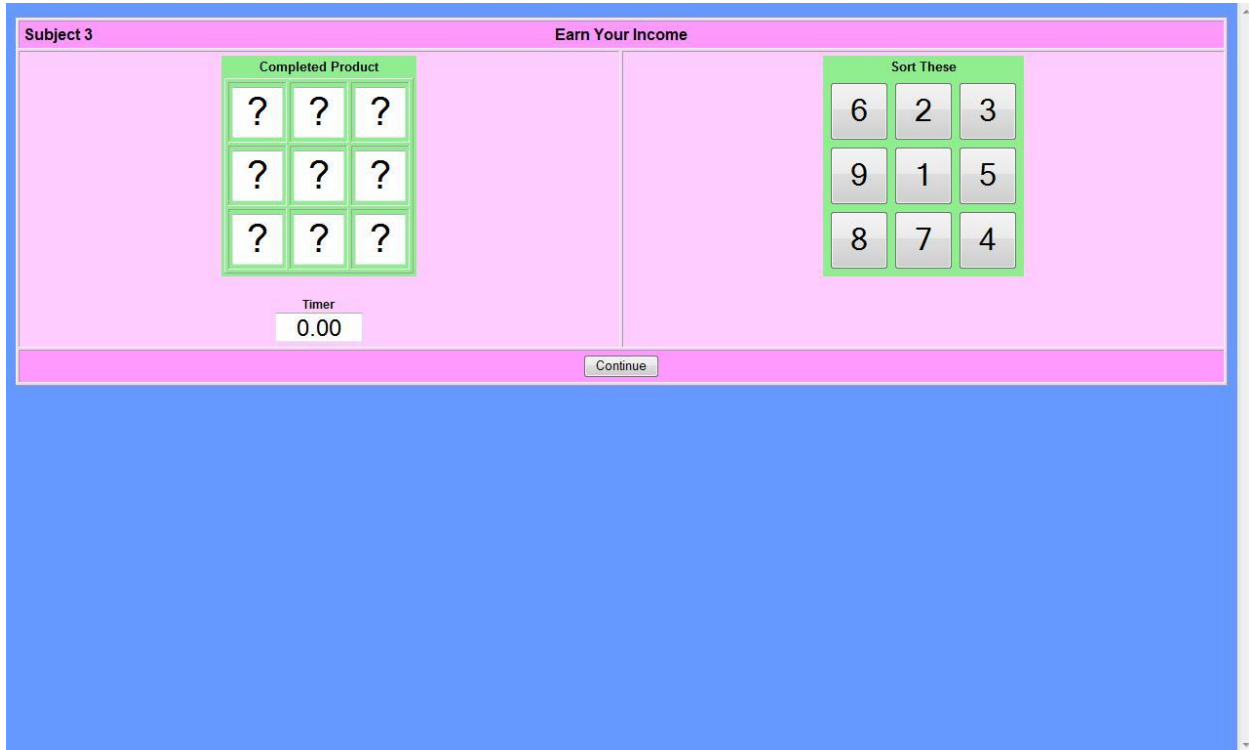 Subject 3 Earn Your Income
Completed Product
? ? ?
? ? ?
? ? ?
Timer
0.00
Sort These
6 2 3
9 1 5
8 7 4
Continue